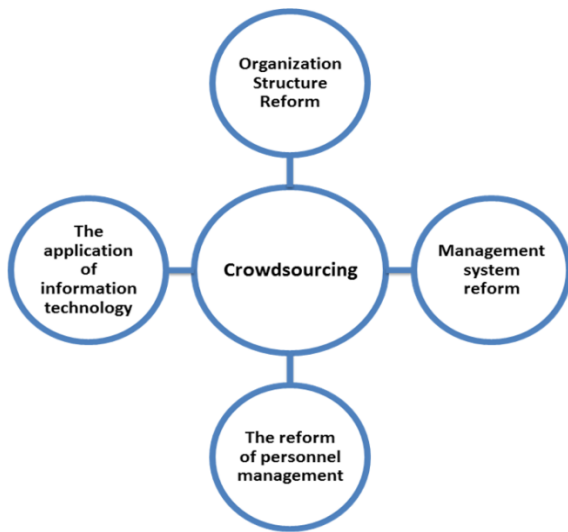 Organization
Structure
Reform
The
application
of
information
technology
Crowdsourcing
Management
system
reform
The reform
of personnel
management